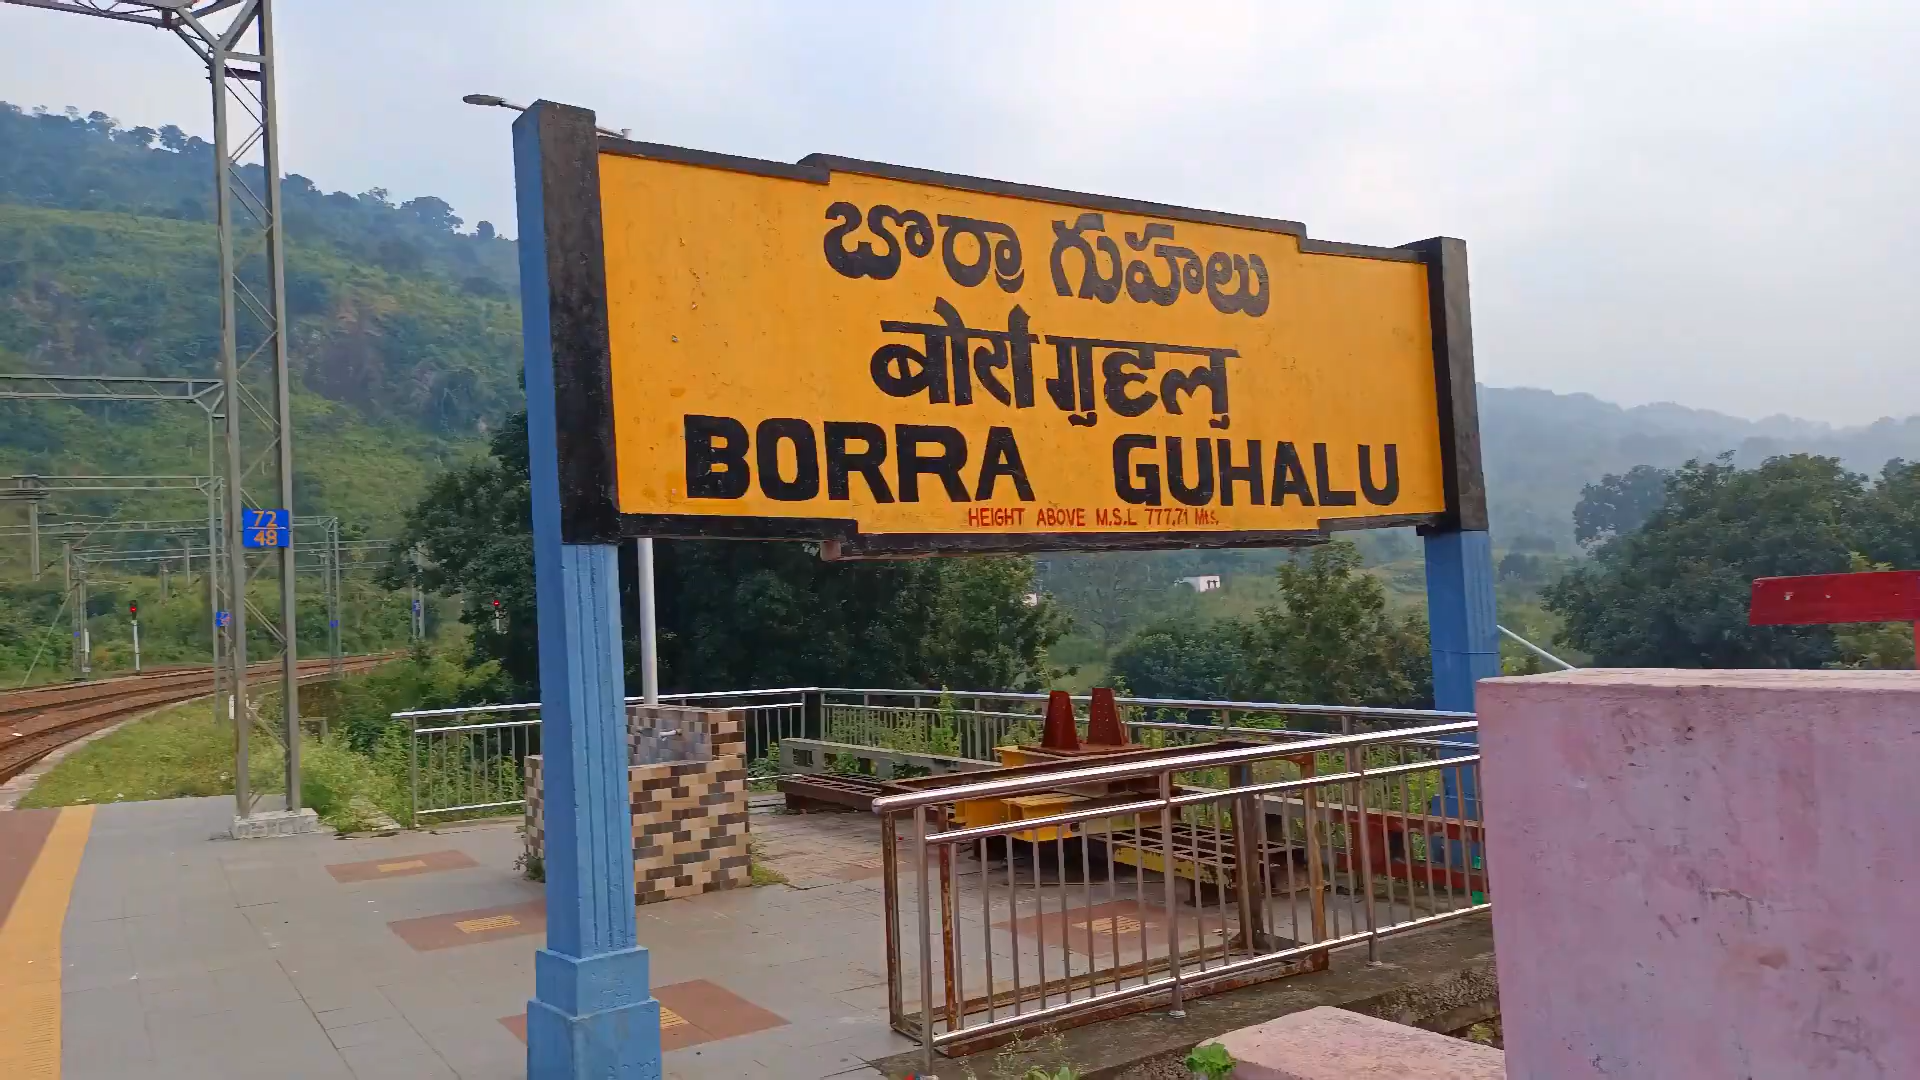 బొర్రా గుహలు
बोर्रा गुहलु
BORRA GUHALU
HEIGHT ABOVE M.S.L 777.71 Mts.
72
48